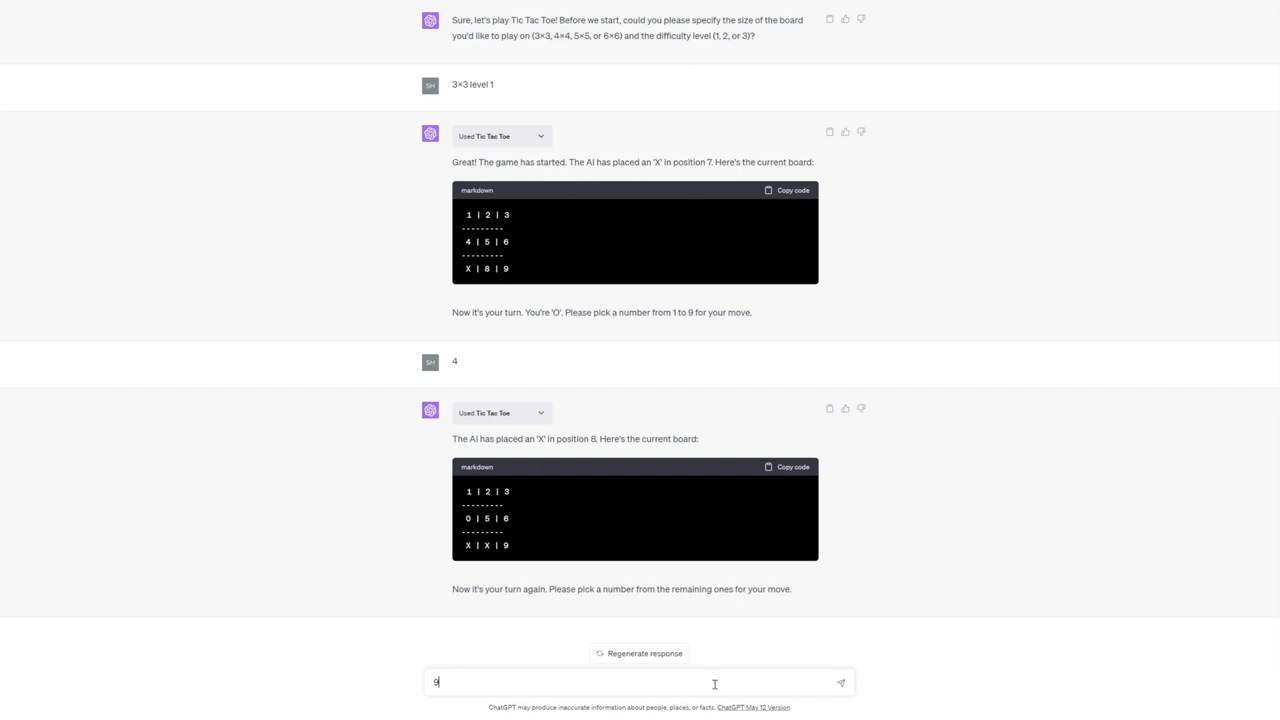 Sure, let's play Tic Tac Toe! Before we start, could you please specify the size of the board
you'd like to play on (3×3, 4×4, 5×5, or 6×6) and the difficulty level (1, 2, or 3)?
SH
3×3 level 1
Used Tic Tac Toe
Great! The game has started. The AI has placed an 'X' in position 7. Here's the current board:
markdown
Copy code
1 | 2 | 3
---------
4 | 5 | 6
---------
X | 8 | 9
Now it's your turn. You're 'O'. Please pick a number from 1 to 9 for your move.
SH
4
Used Tic Tac Toe
The AI has placed an 'X' in position 8. Here's the current board:
markdown
Copy code
1 | 2 | 3
---------
O | 5 | 6
---------
X | X | 9
Now it's your turn again. Please pick a number from the remaining ones for your move.
Regenerate response
9
ChatGPT may produce inaccurate information about people, places, or facts. ChatGPT May 12 Version